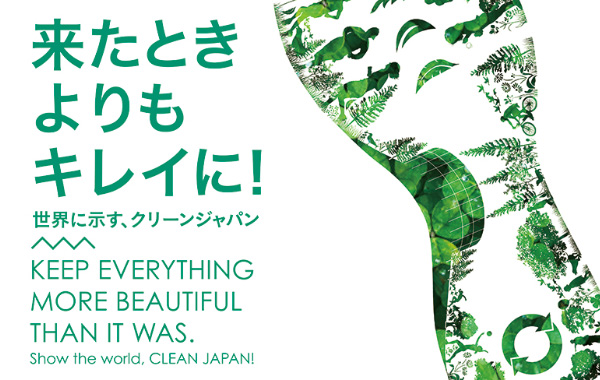 来たとき
よりも
キレイに!
世界に示す、クリーンジャパン
KEEP EVERYTHING
MORE BEAUTIFUL
THAN IT WAS.
Show the world, CLEAN JAPAN!